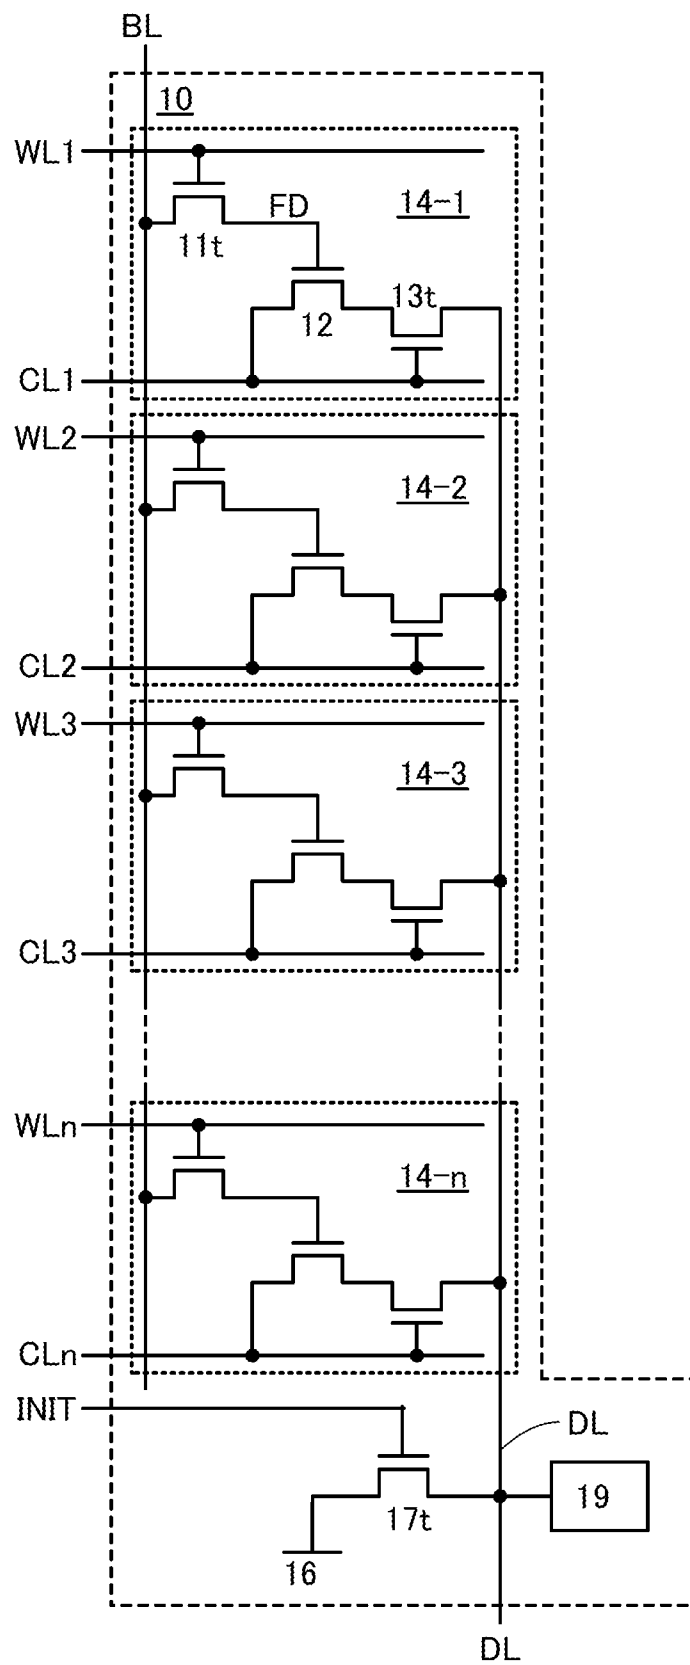 BL
10
WL1
14-1
FD
11t
13t
12
CL1
WL2
14-2
CL2
WL3
14-3
CL3
WLn
14-n
CLn
INIT
DL
19
17t
16
DL